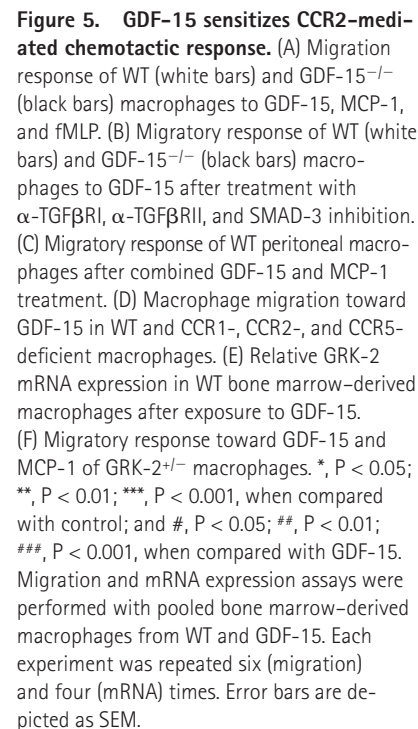 Figure 5. GDF-15 sensitizes CCR2-medi-
ated chemotactic response. (A) Migration
response of WT (white bars) and GDF-15−/−
(black bars) macrophages to GDF-15, MCP-1,
and fMLP. (B) Migratory response of WT (white
bars) and GDF-15−/− (black bars) macro-
phages to GDF-15 after treatment with
α-TGFβRI, α-TGFβRII, and SMAD-3 inhibition.
(C) Migratory response of WT peritoneal macro-
phages after combined GDF-15 and MCP-1
treatment. (D) Macrophage migration toward
GDF-15 in WT and CCR1-, CCR2-, and CCR5-
deficient macrophages. (E) Relative GRK-2
mRNA expression in WT bone marrow–derived
macrophages after exposure to GDF-15.
(F) Migratory response toward GDF-15 and
MCP-1 of GRK-2+/− macrophages. *, P < 0.05;
**, P < 0.01; ***, P < 0.001, when compared
with control; and #, P < 0.05; ##, P < 0.01;
###, P < 0.001, when compared with GDF-15.
Migration and mRNA expression assays were
performed with pooled bone marrow–derived
macrophages from WT and GDF-15. Each
experiment was repeated six (migration)
and four (mRNA) times. Error bars are de-
picted as SEM.